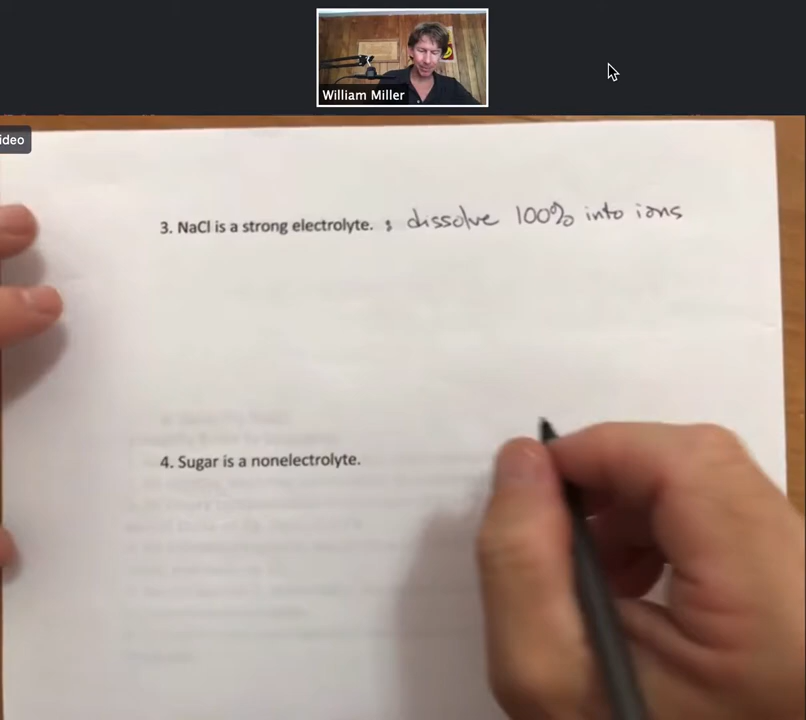 William Miller
ideo
3. NaCl is a strong electrolyte. ; dissolve 100% into ions
4. Sugar is a nonelectrolyte.